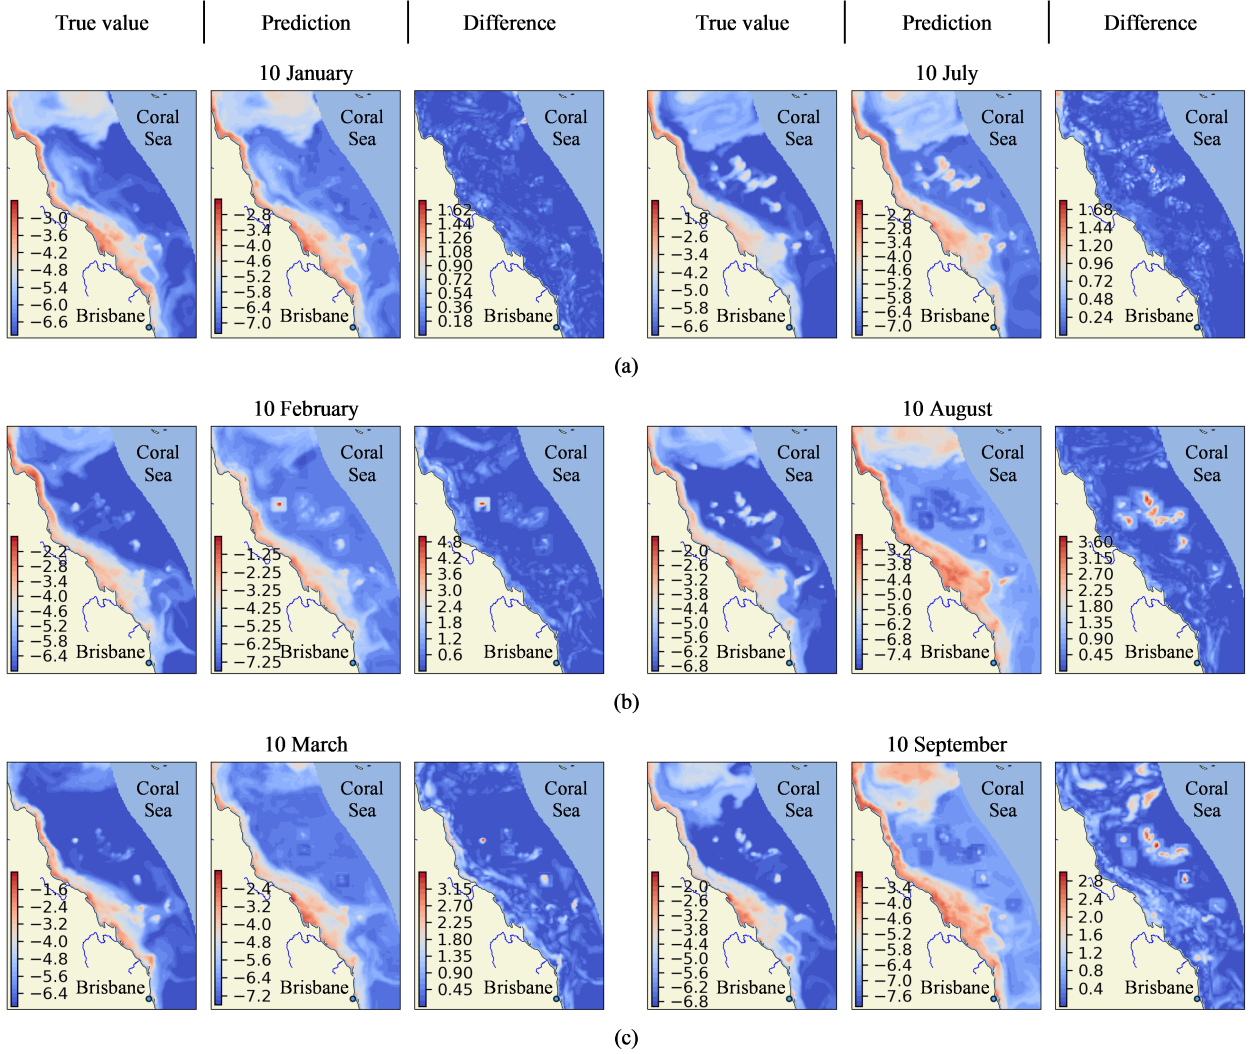 True value
Prediction
Difference
True value
Prediction
Difference
10 January
10 July
Coral
Sea
−3.0
−3.6
−4.2
−4.8
−5.4
−6.0
−6.6
Brisbane
Coral
Sea
−2.8
−3.4
−4.0
−4.6
−5.2
−5.8
−6.4
−7.0
Brisbane
Coral
Sea
1.62
1.44
1.26
1.08
0.90
0.72
0.54
0.36
0.18
Brisbane
Coral
Sea
−1.8
−2.6
−3.4
−4.2
−5.0
−5.8
−6.6
Brisbane
Coral
Sea
−2.2
−2.8
−3.4
−4.0
−4.6
−5.2
−5.8
−6.4
−7.0
Brisbane
Coral
Sea
1.68
1.44
1.20
0.96
0.72
0.48
0.24
Brisbane
(a)
10 February
10 August
Coral
Sea
−2.2
−2.8
−3.4
−4.0
−4.6
−5.2
−5.8
−6.4
Brisbane
Coral
Sea
−1.25
−2.25
−3.25
−4.25
−5.25
−6.25
−7.25
Brisbane
Coral
Sea
4.8
4.2
3.6
3.0
2.4
1.8
1.2
0.6
Brisbane
Coral
Sea
−2.0
−2.6
−3.2
−3.8
−4.4
−5.0
−5.6
−6.2
−6.8
Brisbane
Coral
Sea
−3.2
−3.8
−4.4
−5.0
−5.6
−6.2
−6.8
−7.4
Brisbane
Coral
Sea
3.60
3.15
2.70
2.25
1.80
1.35
0.90
0.45
Brisbane
(b)
10 March
10 September
Coral
Sea
−1.6
−2.4
−3.2
−4.0
−4.8
−5.6
−6.4
Brisbane
Coral
Sea
−2.4
−3.2
−4.0
−4.8
−5.6
−6.4
−7.2
Brisbane
Coral
Sea
3.15
2.70
2.25
1.80
1.35
0.90
0.45
Brisbane
Coral
Sea
−2.0
−2.6
−3.2
−3.8
−4.4
−5.0
−5.6
−6.2
−6.8
Brisbane
Coral
Sea
−3.4
−4.0
−4.6
−5.2
−5.8
−6.4
−7.0
−7.6
Brisbane
Coral
Sea
2.8
2.4
2.0
1.6
1.2
0.8
0.4
Brisbane
(c)